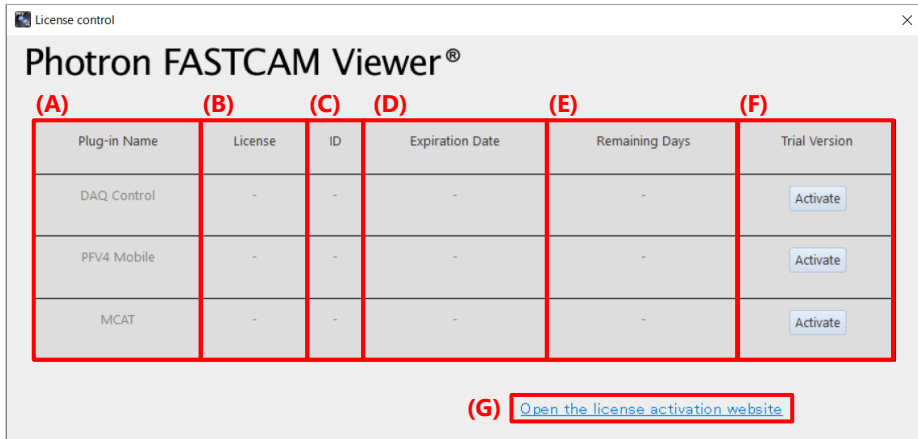 License control
Photron FASTCAM Viewer®
(A) (B) (C) (D) (E) (F)
Plug-in Name License ID Expiration Date Remaining Days Trial Version
DAQ Control - - - - Activate
PFV4 Mobile - - - - Activate
MCAT - - - - Activate
(G) Open the license activation website